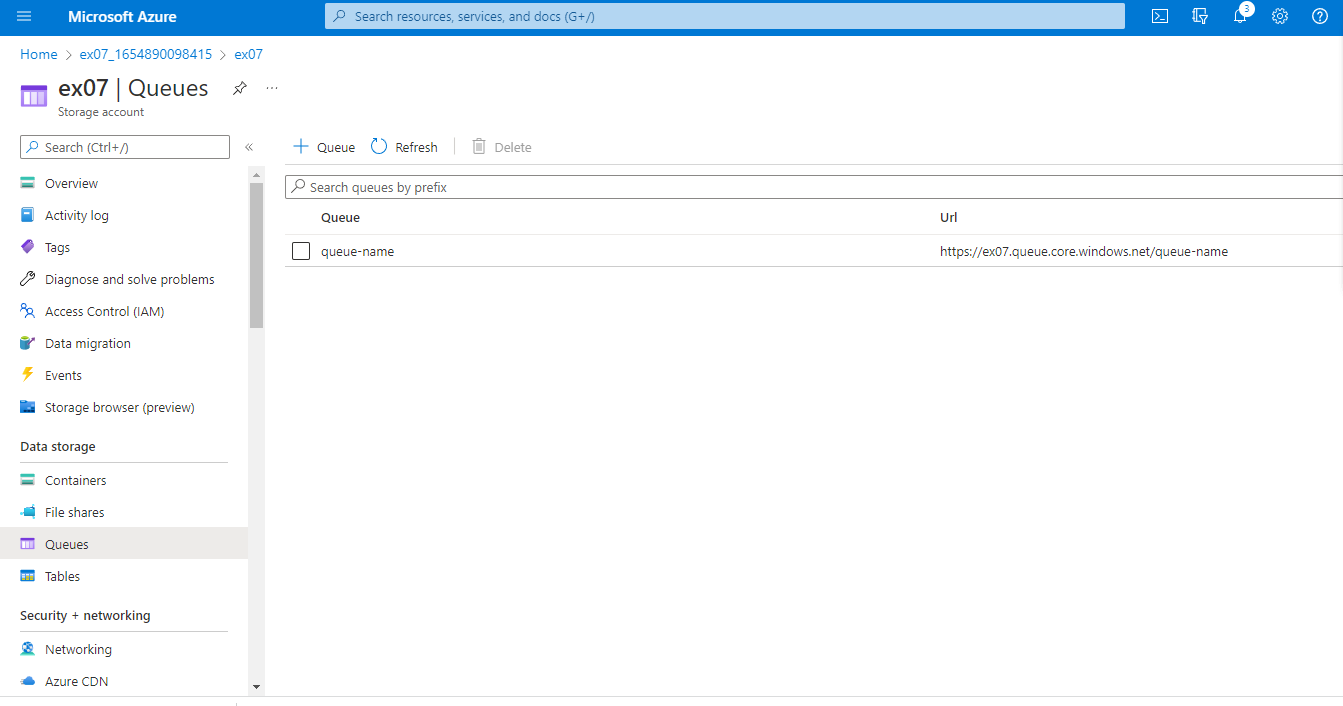 Microsoft Azure
Search resources, services, and docs (G+/)
3
Home > ex07_1654890098415 > ex07
ex07 | Queues
Storage account
Search (Ctrl+/)
Overview
Activity log
Tags
Diagnose and solve problems
Access Control (IAM)
Data migration
Events
Storage browser (preview)
Data storage
Containers
File shares
Queues
Tables
Security + networking
Networking
Azure CDN
Queue Refresh Delete
Search queues by prefix
Queue Url
queue-name https://ex07.queue.core.windows.net/queue-name